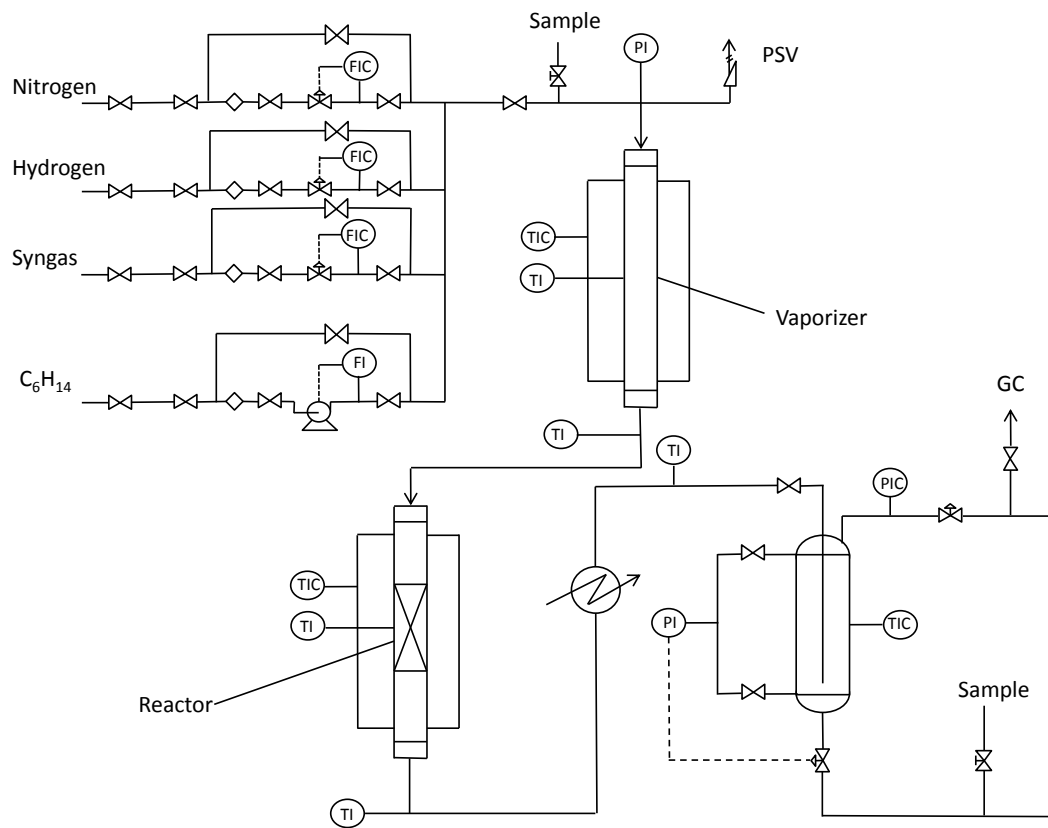 Sample
PI
PSV
Nitrogen
FIC
Hydrogen
FIC
Syngas
FIC
TIC
TI
Vaporizer
C₆H₁₄
FI
GC
TI
TI
PIC
TIC
TI
PI
TIC
Reactor
Sample
TI